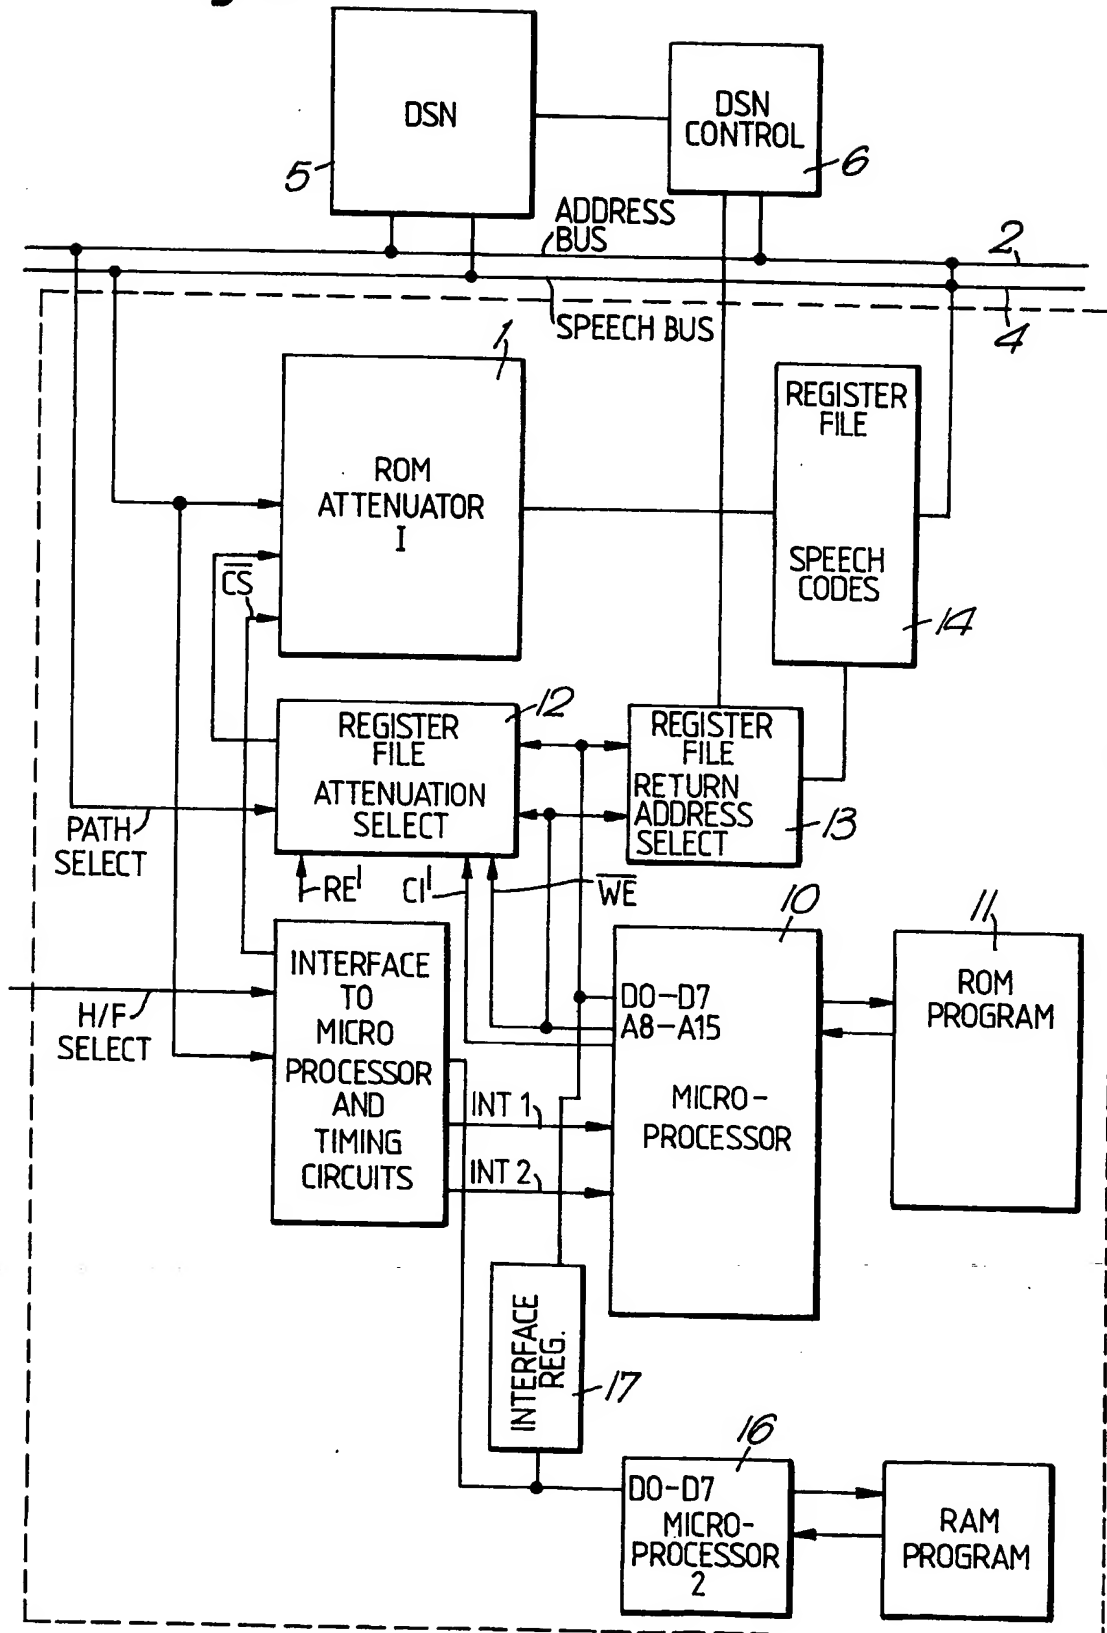 DSN
DSN
CONTROL
5
6
ADDRESS
BUS
2
SPEECH BUS
4
1
ROM
ATTENUATOR
I
REGISTER
FILE
SPEECH
CODES
14
C̅S̅
12
REGISTER
FILE
ATTENUATION
SELECT
REGISTER
FILE
RETURN
ADDRESS
SELECT
13
PATH
SELECT
RE'
CI'
W̅E̅
10
11
INTERFACE
TO
MICRO
PROCESSOR
AND
TIMING
CIRCUITS
H/F
SELECT
D0-D7
A8-A15
MICRO-
PROCESSOR
ROM
PROGRAM
INT 1
INT 2
INTERFACE
REG.
17
16
D0-D7
MICRO-
PROCESSOR
2
RAM
PROGRAM